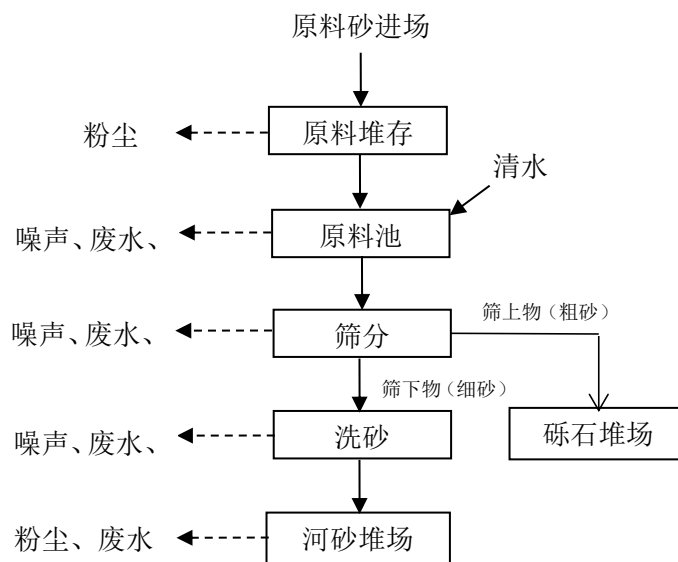 原料砂进场
粉尘
原料堆存
清水
噪声、废水、
原料池
筛上物（粗砂）
噪声、废水、
筛分
筛下物（细砂）
噪声、废水、
洗砂
砾石堆场
粉尘、废水
河砂堆场